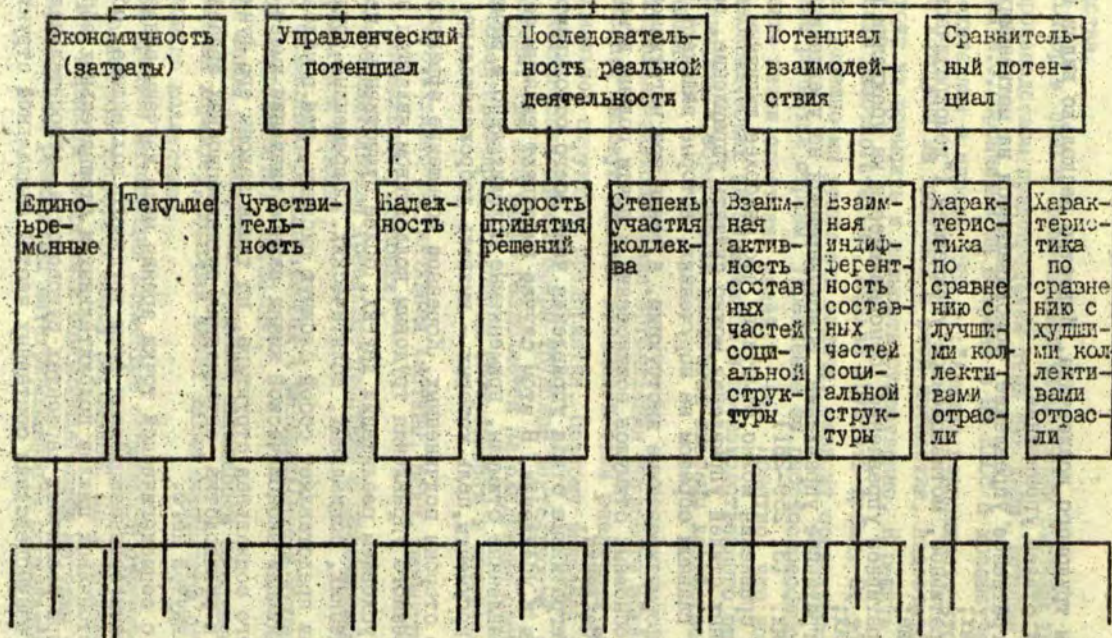 Экономичность
(затраты)
Управленческий
потенциал
Последователь-
ность реальной
деятельности
Потенциал
взаимодей-
ствия
Сравнитель-
ный потен-
циал
Едино-
вре-
менные
Текущие
Чувстви-
тель-
ность
Надеж-
ность
Скорость
принятия
решений
Степень
участия
коллек-
ва
Взаим-
ная
актив-
ность
состав
ных
частей
соци-
альной
струк-
туры
Взаим-
ная
индиф-
ферент-
ность
состав-
ных
частей
соци-
альной
струк-
туры
Харак-
терис-
тика
по
сравне
нию с
лучши-
ми кол-
лекти-
вами
отрас-
ли
Харак-
терис-
тика
по
сравне
нию с
худши-
ми кол-
лекти-
вами
отрас-
ли